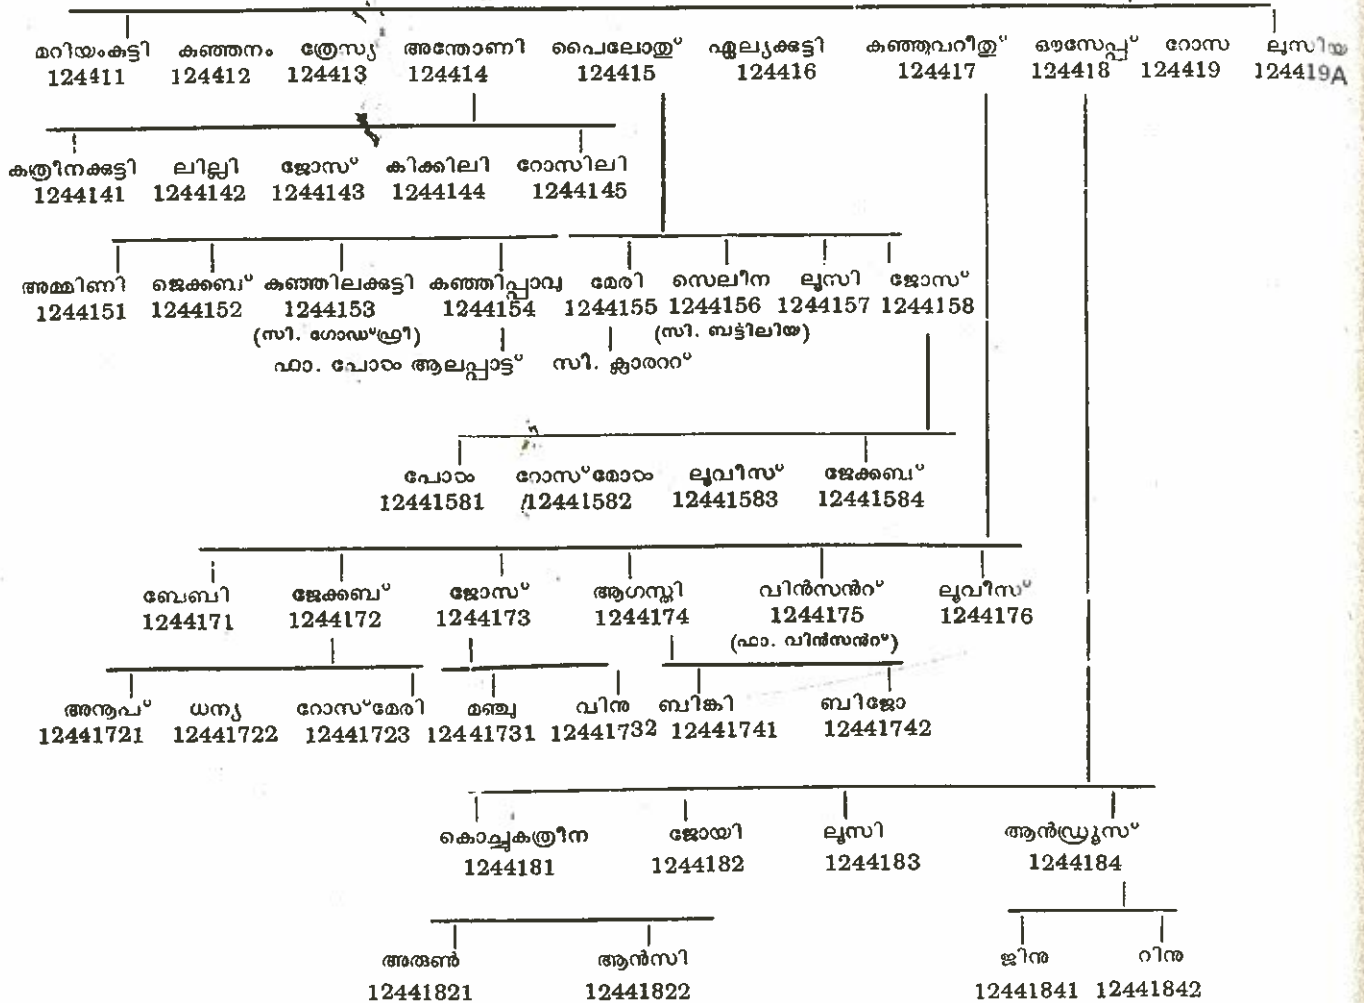 മറിയംകുട്ടി കുഞ്ഞനം ത്രേസ്യ അന്തോണി പൈലോതു് ഏല്യക്കുട്ടി കുഞ്ഞുവറീതു് ഔസേപ്പ് റോസ ലൂസിയ
124411 124412 124413 124414 124415 124416 124417 124418 124419 124419A
കത്രീനക്കുട്ടി ലില്ലി ജോസ് കിക്കിലി റോസിലി
1244141 1244142 1244143 1244144 1244145
അമ്മിണി ജെക്കബ് കുഞ്ഞിലക്കുട്ടി കുഞ്ഞിപ്പാവു മേരി സെലീന ലൂസി ജോസ്
1244151 1244152 1244153 1244154 1244155 1244156 1244157 1244158
(സി. ഗോഡ്ഫ്രീ) (സി. ബട്ടിലിയ)
ഫാ. പോൾ ആലപ്പാട്ട് സി. ക്ലാററ്
പോൾ റോസ്മോൾ ലൂവീസ് ജേക്കബ്
12441581 12441582 12441583 12441584
ബേബി ജേക്കബ് ജോസ് ആഗസ്തി വിൻസൻറ് ലൂവീസ്
1244171 1244172 1244173 1244174 1244175 1244176
(ഫാ. വിൻസൻറ്)
അനൂപ് ധന്യ റോസ്മേരി മഞ്ചു വിനു ബിങ്കി ബിജോ
12441721 12441722 12441723 12441731 12441732 12441741 12441742
കൊച്ചുകത്രീന ജോയി ലൂസി ആൻഡ്രൂസ്
1244181 1244182 1244183 1244184
അരുൺ ആൻസി ജിനു റിനു
12441821 12441822 12441841 12441842